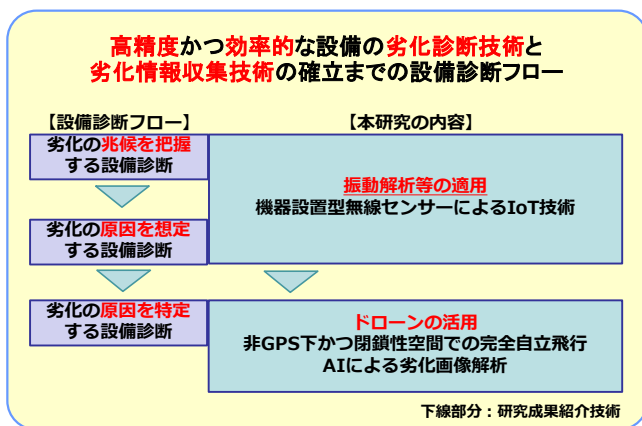 高精度かつ効率的な設備の劣化診断技術と
劣化情報収集技術の確立までの設備診断フロー
【設備診断フロー】
【本研究の内容】
劣化の兆候を把握
する設備診断
劣化の原因を想定
する設備診断
劣化の原因を特定
する設備診断
振動解析等の適用
機器設置型無線センサーによるIoT技術
ドローンの活用
非GPS下かつ閉鎖性空間での完全自立飛行
AIによる劣化画像解析
下線部分：研究成果紹介技術